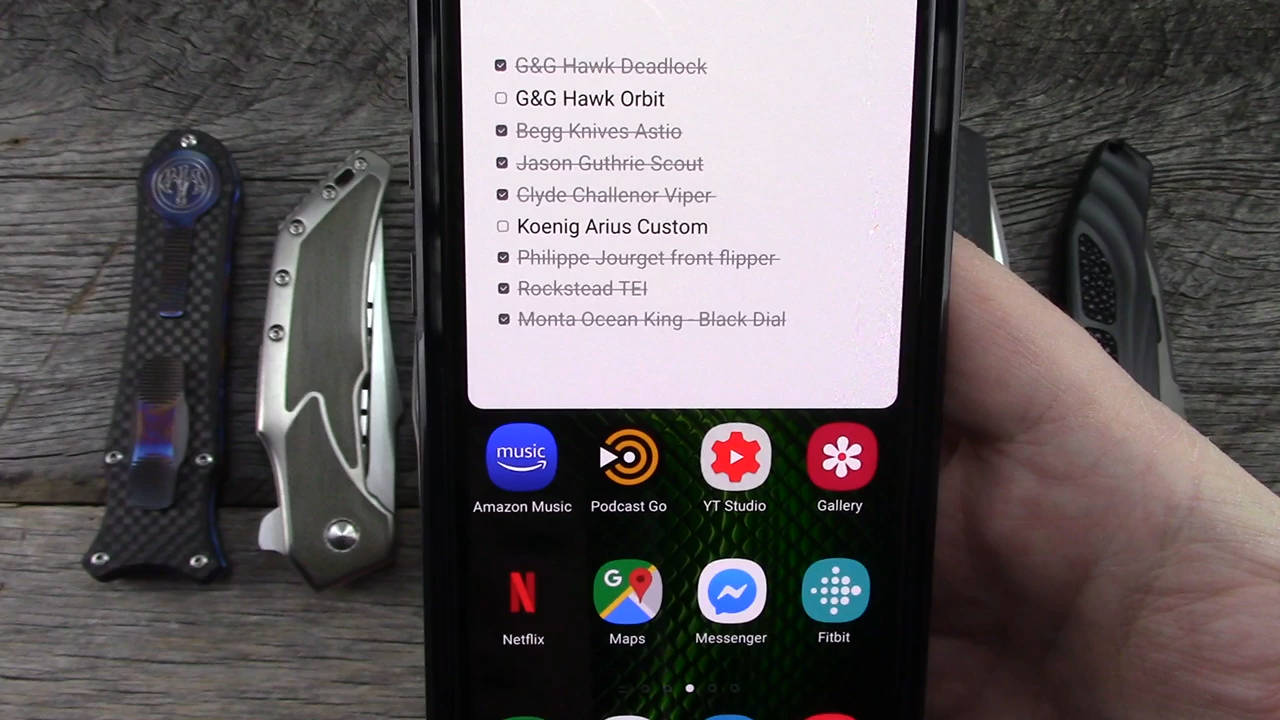 G&G Hawk Deadlock
G&G Hawk Orbit
Begg Knives Astio
Jason Guthrie Scout
Clyde Challenor Viper
Koenig Arius Custom
Philippe Jourget front flipper
Rockstead TEI
Monta Ocean King - Black Dial
music
Amazon Music
Podcast Go
YT Studio
Gallery
N
G
Netflix
Maps
Messenger
Fitbit